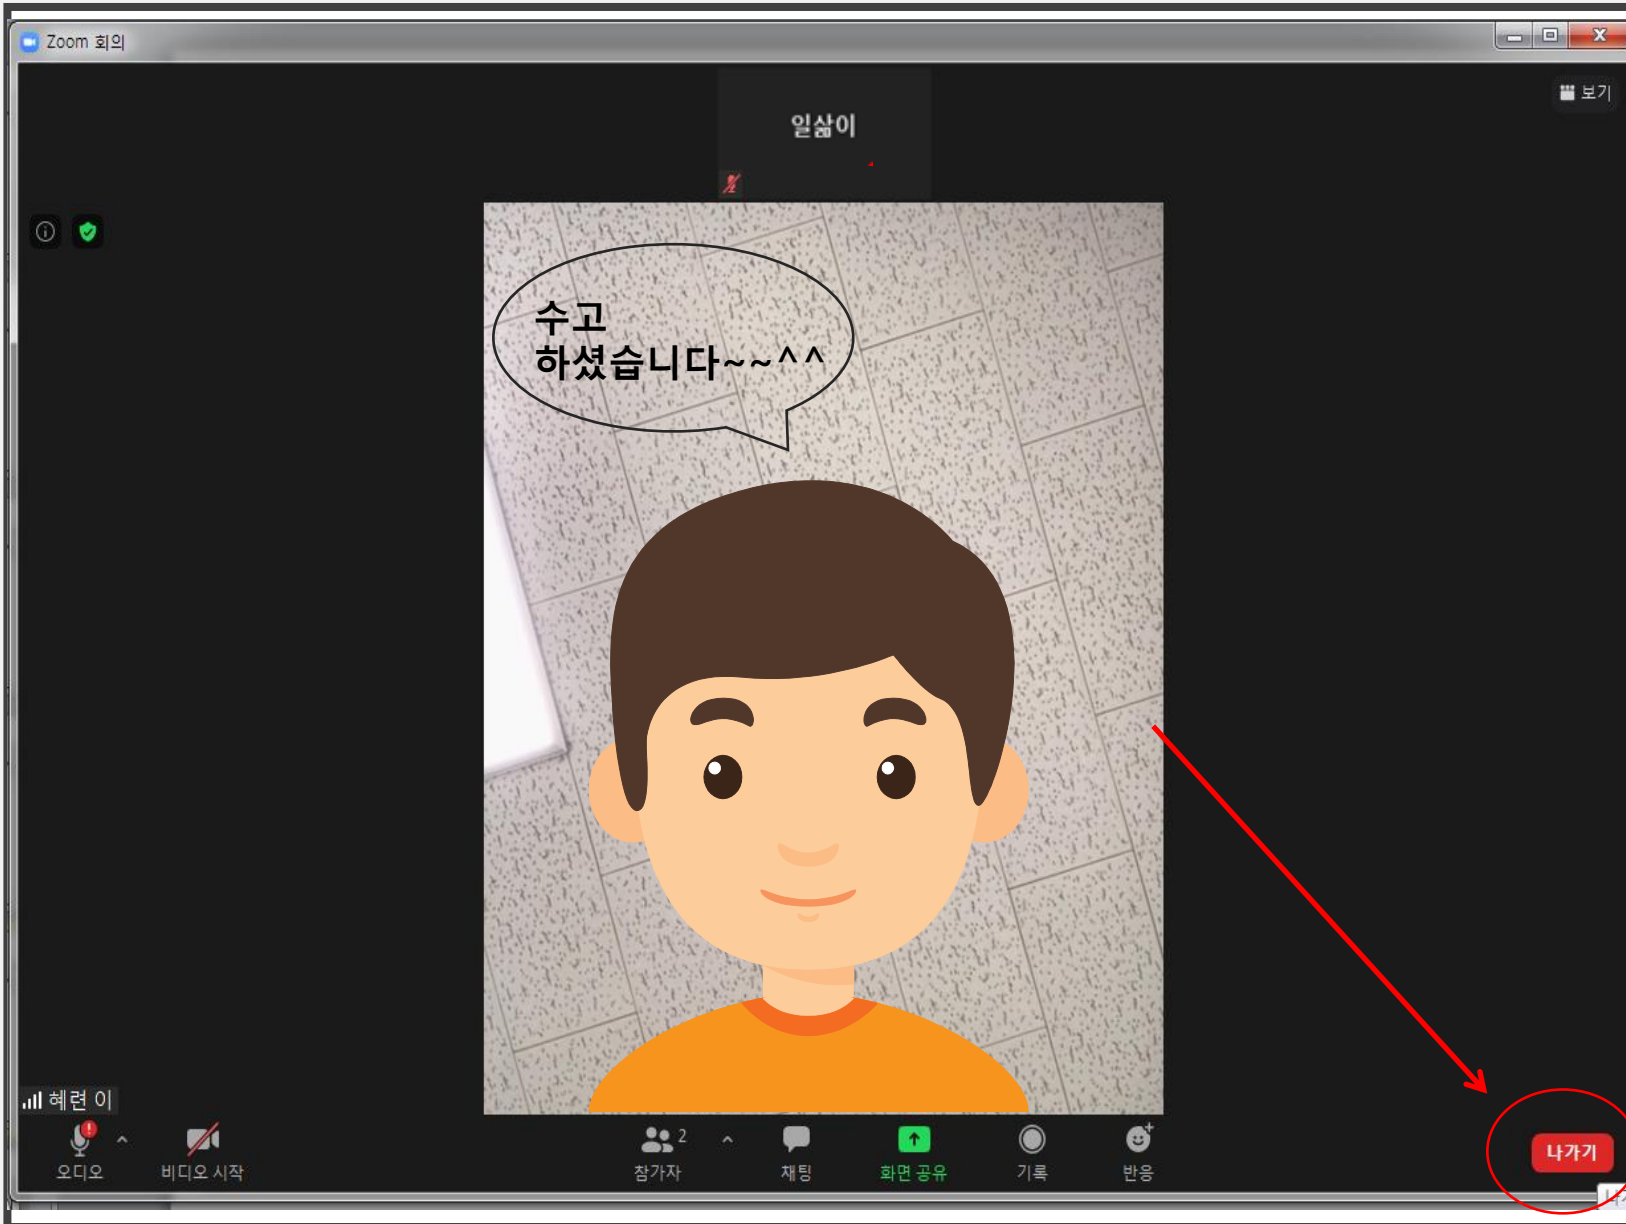 Zoom 회의
보기
일삶이
수고
하셨습니다~~^^
혜련 이
오디오
비디오 시작
2
참가자
채팅
화면 공유
기록
반응
나가기